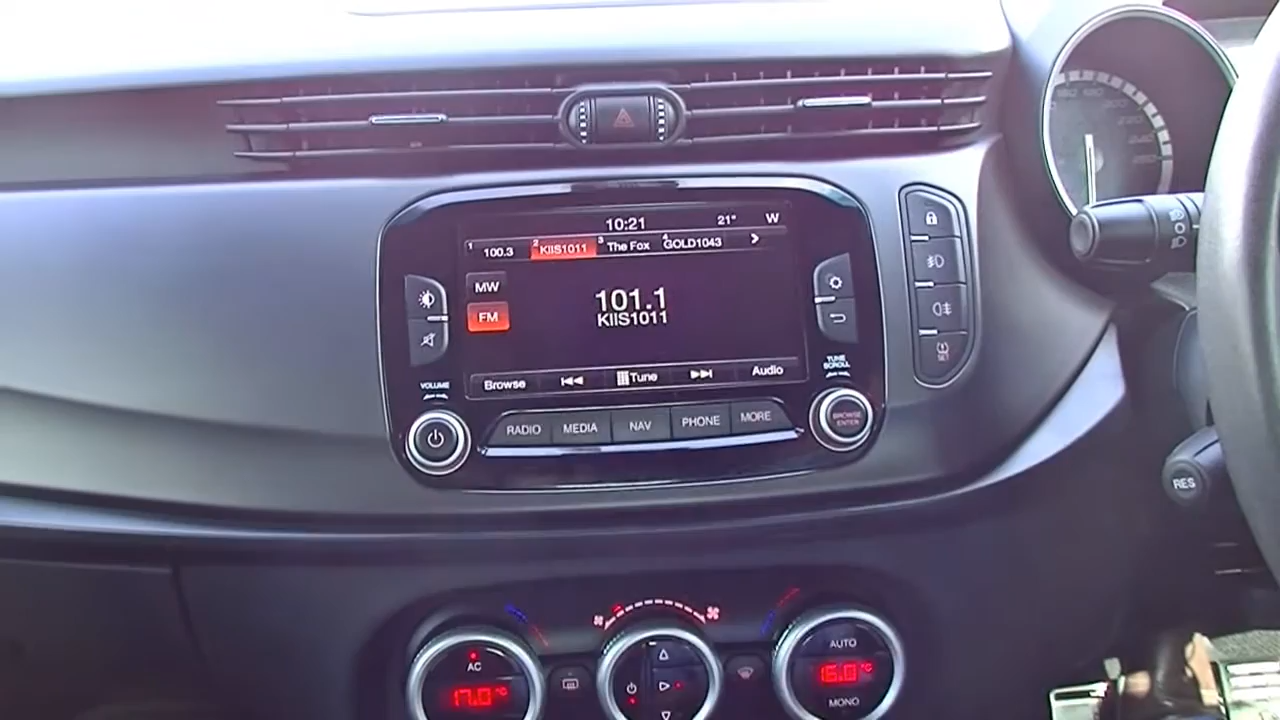 10:21 21° W
1 100.3 2 KIIS1011 3 The Fox 4 GOLD1043
MW
FM
101.1
KIIS1011
Browse Tune Audio
VOLUME
TUNE
SCROLL
RADIO MEDIA NAV PHONE MORE
BROWSE
ENTER
SET
RES
AC
17.0°C
AUTO
16.0°C
MONO